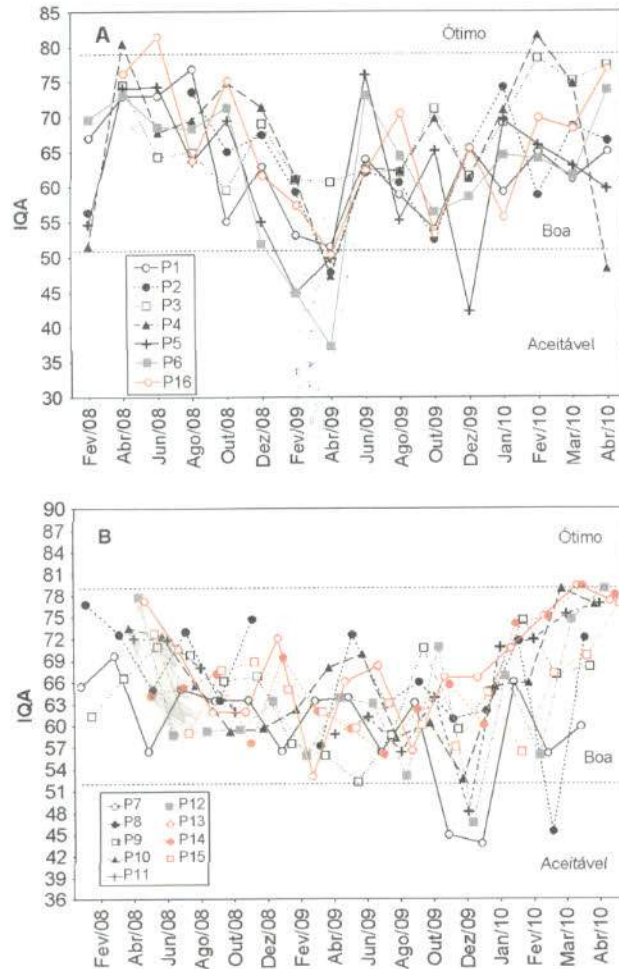 A
Ótimo
85
80
75
70
65
60
55
50
45
40
35
30
IQA
Boa
Aceitável
P1
P2
P3
P4
P5
P6
P16
Fev/08
Abr/08
Jun/08
Ago/08
Out/08
Dez/08
Fev/09
Abr/09
Jun/09
Ago/09
Out/09
Dez/09
Jan/10
Fev/10
Mar/10
Abr/10
B
Ótimo
90
87
84
81
78
75
72
69
66
63
60
57
54
51
48
45
42
39
36
IQA
Boa
Aceitável
P7
P8
P9
P10
P11
P12
P13
P14
P15
Fev/08
Abr/08
Jun/08
Ago/08
Out/08
Dez/08
Fev/09
Abr/09
Jun/09
Ago/09
Out/09
Dez/09
Jan/10
Fev/10
Mar/10
Abr/10